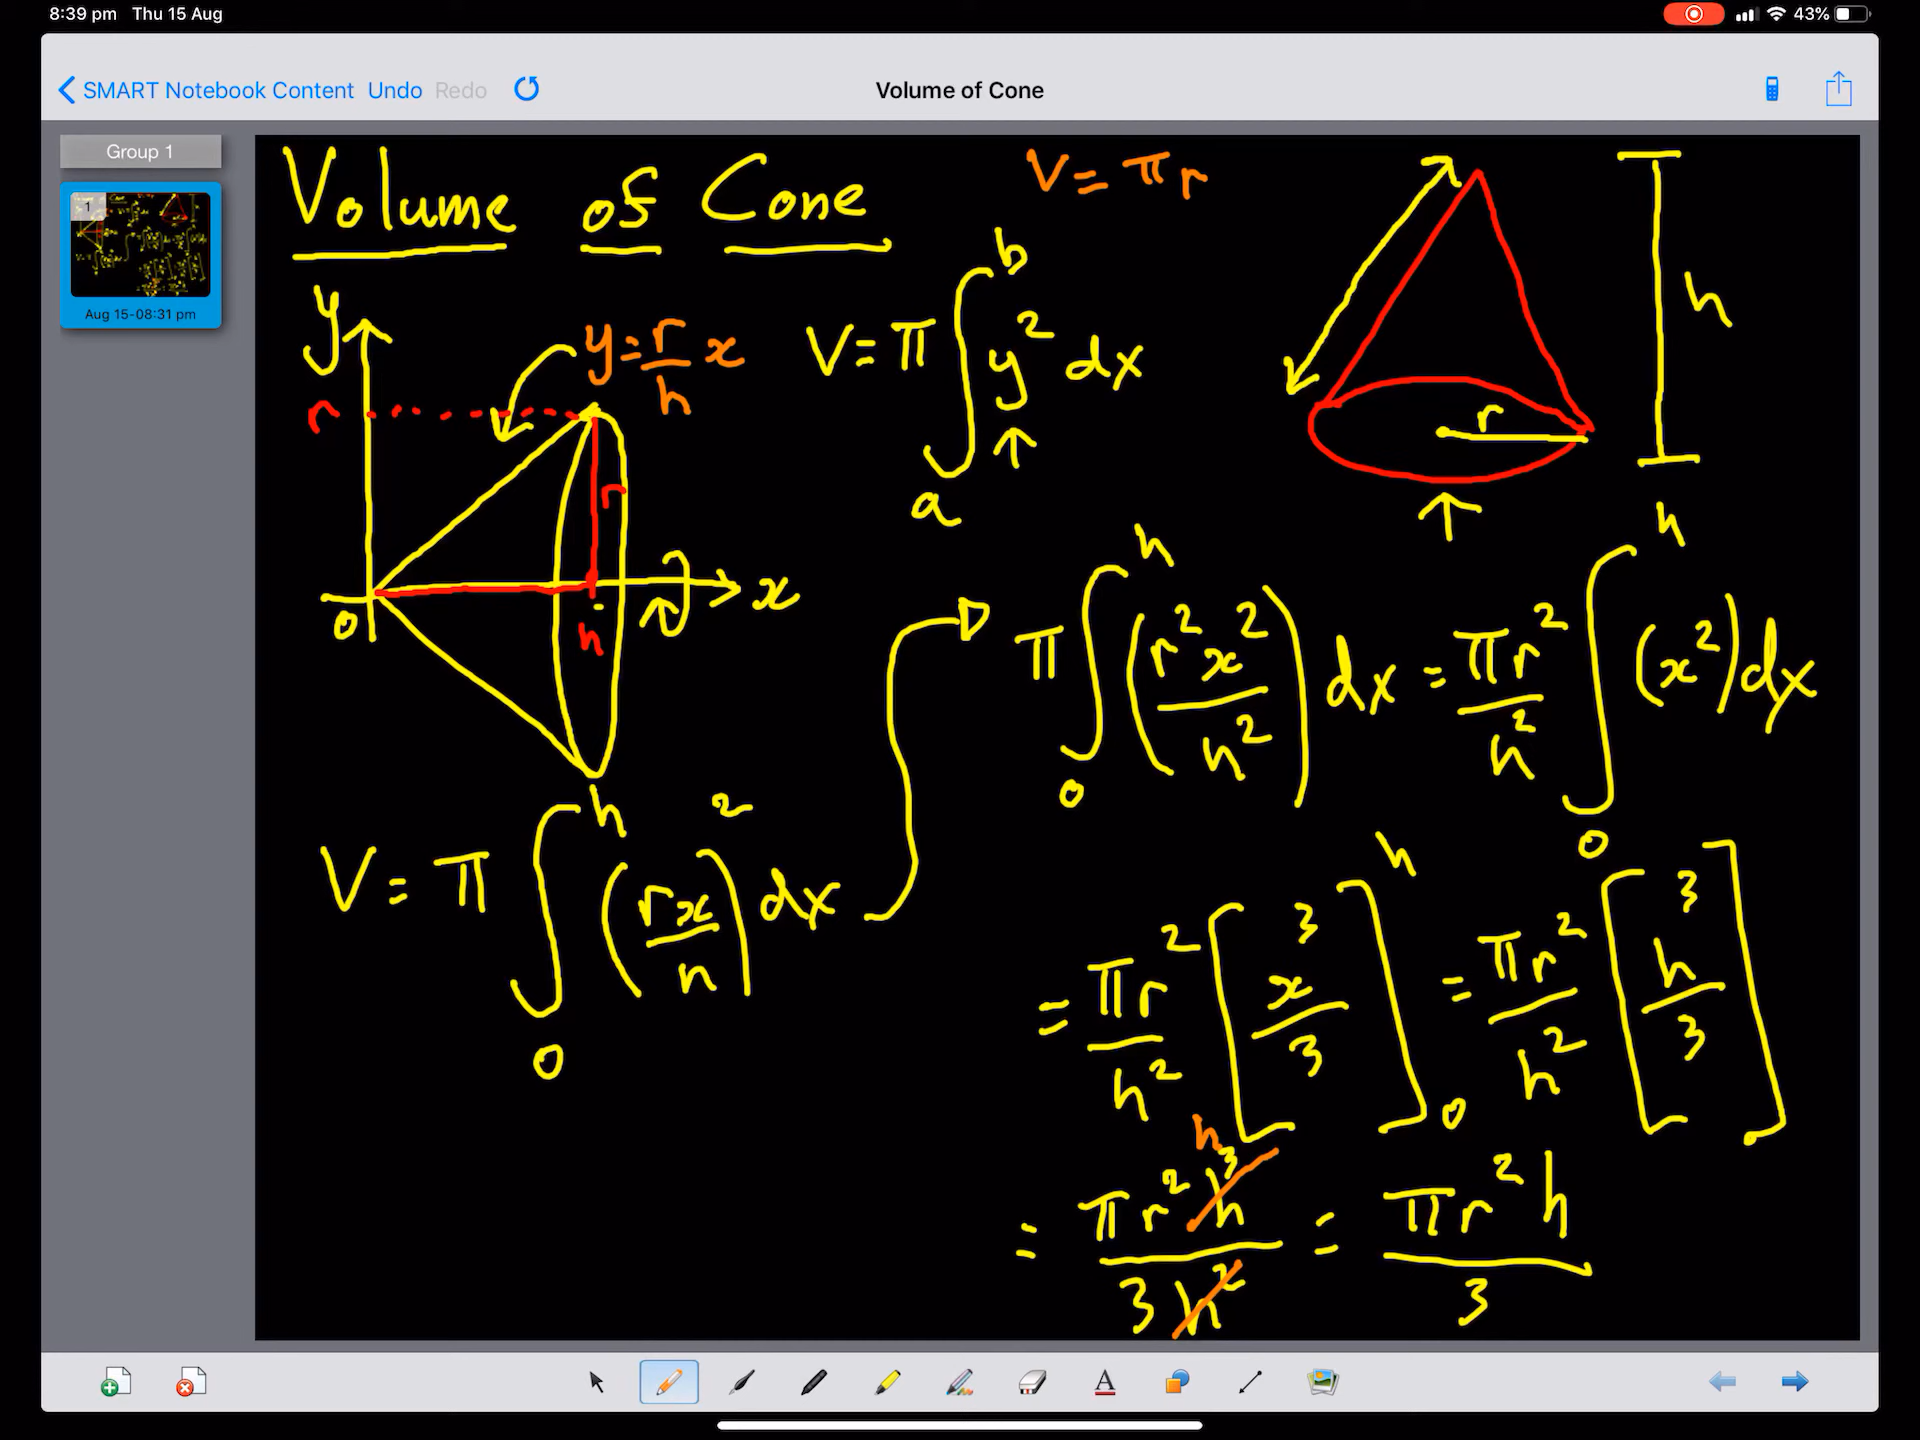 8:39 pm Thu 15 Aug
43%
SMART Notebook Content Undo Redo
Volume of Cone
Group 1
1
Aug 15-08:31 pm
Volume of Cone
V = πr
y
r
y = r/h x
V = π ∫ₐᵇ y² dx
h
r
r
0
h
x
V = π ∫₀ʰ (rx/h)² dx
π ∫₀ʰ (r²x²/h²) dx = πr²/h² ∫₀ʰ (x²) dx
= πr²/h² [x³/3]₀ʰ = πr²/h² [h³/3]
h
= πr²h³/3h² = πr²h/3
A